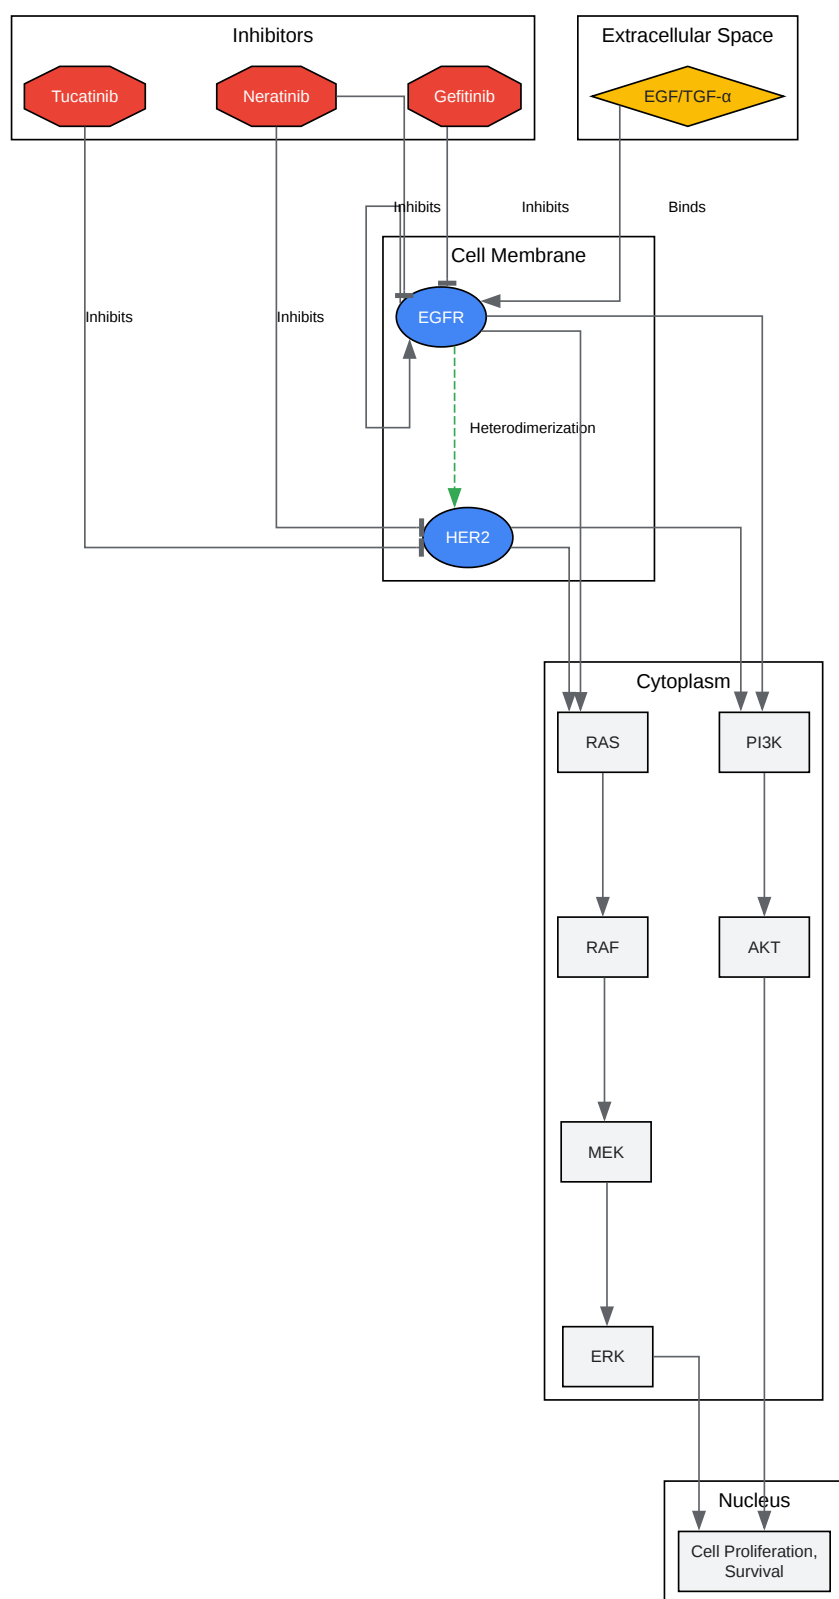 Inhibitors
Extracellular Space
Tucatinib
Neratinib
Gefitinib
EGF/TGF-α
Inhibits
Inhibits
Binds
Cell Membrane
Inhibits
Inhibits
EGFR
Heterodimerization
HER2
Cytoplasm
RAS
PI3K
RAF
AKT
MEK
ERK
Nucleus
Cell Proliferation,
Survival